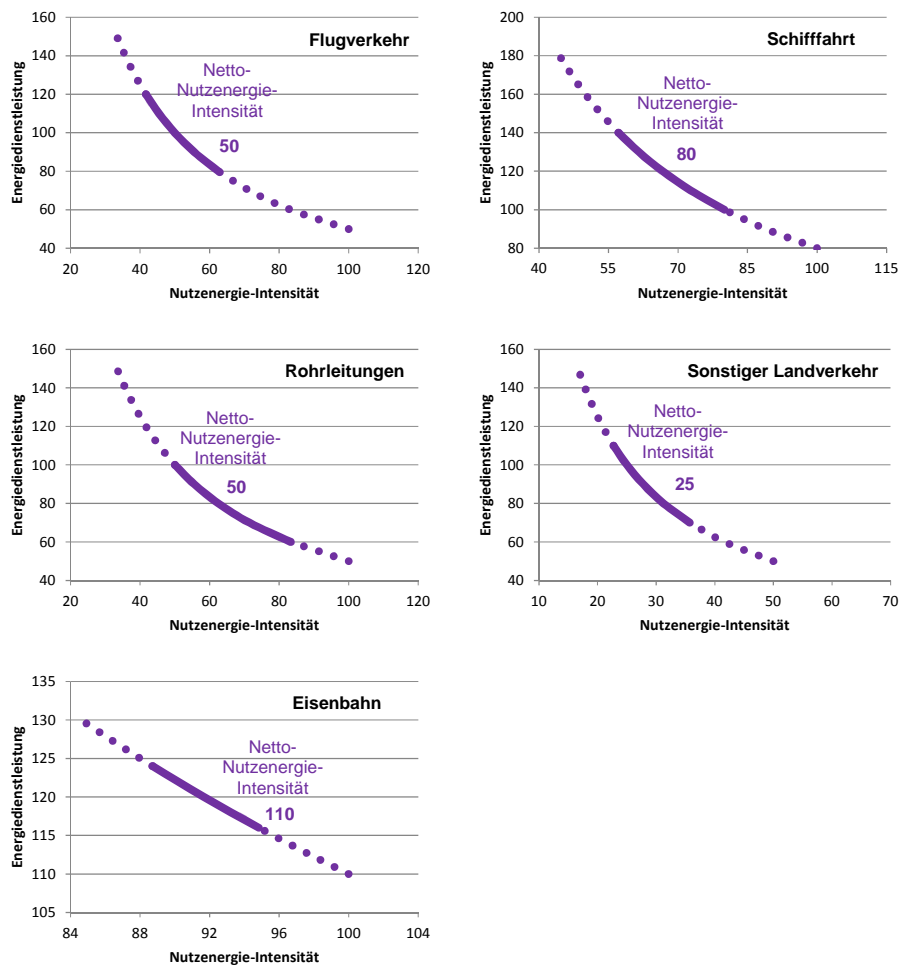 Flugverkehr
Energiedienstleistung
160
140
120
100
80
60
40
Netto-
Nutzenergie-
Intensität
50
20 40 60 80 100 120
Nutzenergie-Intensität
Schifffahrt
Energiedienstleistung
200
180
160
140
120
100
80
Netto-
Nutzenergie-
Intensität
80
40 55 70 85 100 115
Nutzenergie-Intensität
Rohrleitungen
Energiedienstleistung
160
140
120
100
80
60
40
Netto-
Nutzenergie-
Intensität
50
20 40 60 80 100 120
Nutzenergie-Intensität
Sonstiger Landverkehr
Energiedienstleistung
160
140
120
100
80
60
40
Netto-
Nutzenergie-
Intensität
25
10 20 30 40 50 60 70
Nutzenergie-Intensität
Eisenbahn
Energiedienstleistung
135
130
125
120
115
110
105
Netto-
Nutzenergie-
Intensität
110
84 88 92 96 100 104
Nutzenergie-Intensität